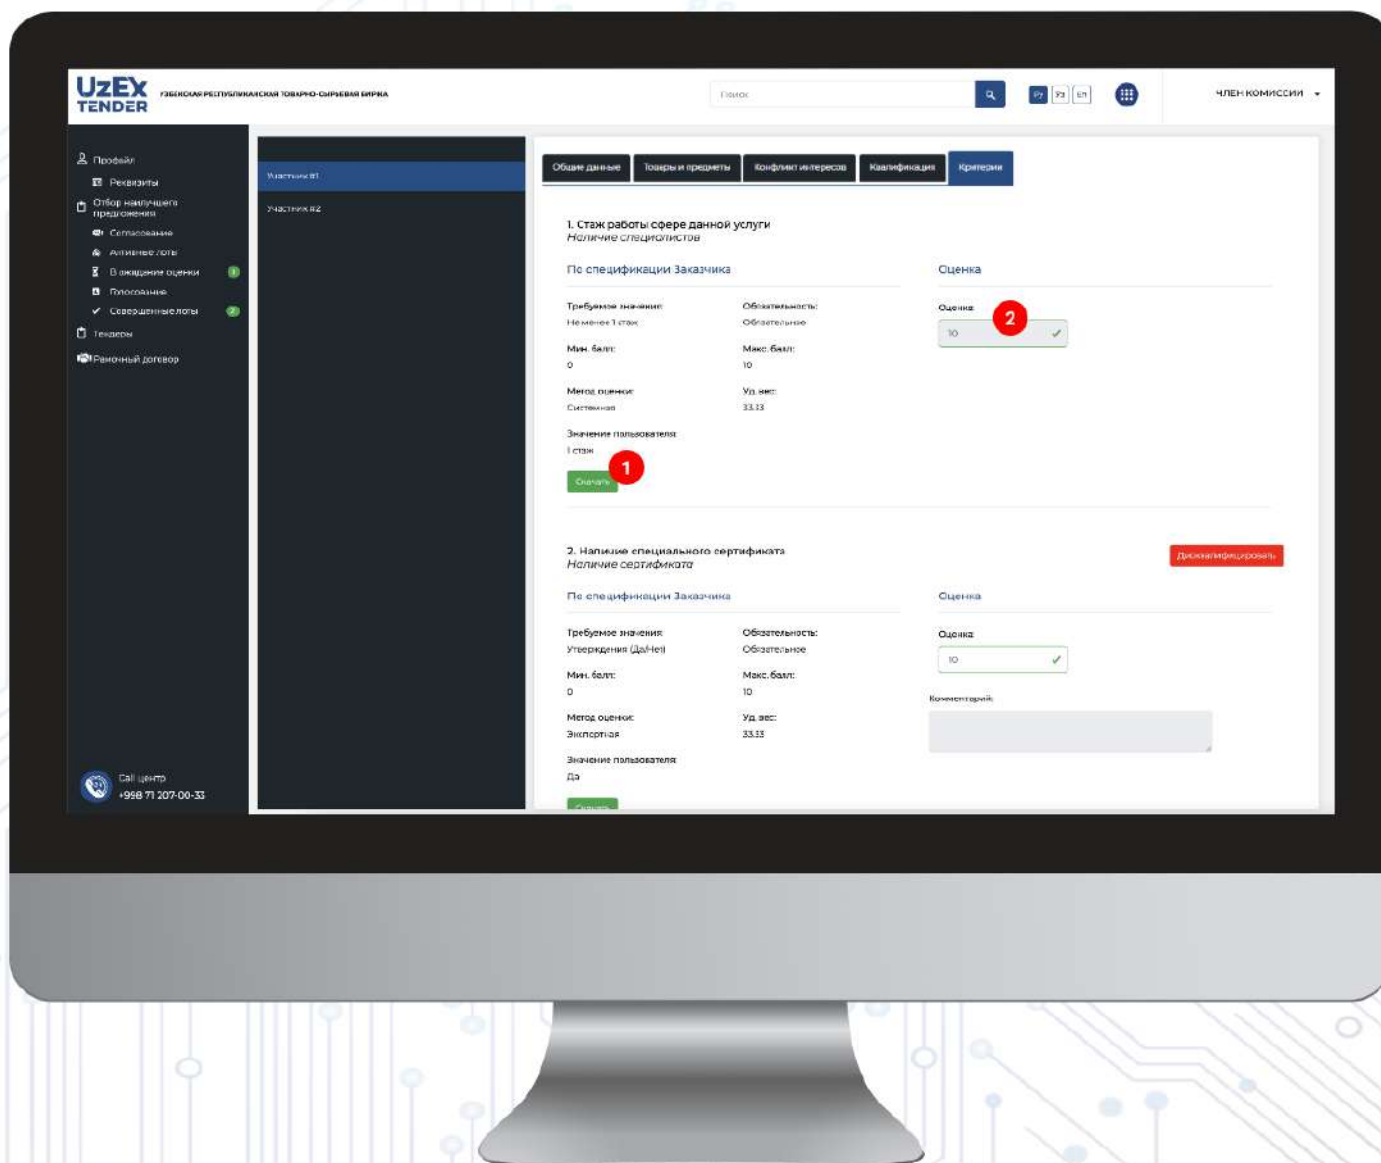 UzEX
TENDER
УЗБЕКСКАЯ РЕСПУБЛИКАНСКАЯ ТОВАРНО-СЫРЬЕВАЯ БИРЖА
Поиск
Ру
Уз
En
ЧЛЕН КОМИССИИ
Профайл
Реквизиты
Отбор наилучшего
предложения
Согласование
Активные лоты
В ожидание оценки
1
Голосование
Совершенные лоты
2
Тендеры
Рамочный договор
Call центр
+998 71 207-00-33
Участник #1
Участник #2
Общие данные
Товары и предметы
Конфликт интересов
Квалификация
Критерии
1. Стаж работы сфере данной услуги
Наличие специалистов
По спецификации Заказчика
Оценка
Требуемое значения:
Обязательность:
Оценка:
Не менее 1 стаж
Обязательное
2
10
Мин. балл:
Макс. балл:
0
10
Метод оценки:
Уд. вес:
Системная
33.33
Значение пользователя:
1 стаж
1
Скачать
2. Наличие специального сертификата
Дисквалифицировать
Наличие сертификата
По спецификации Заказчика
Оценка
Требуемое значения:
Обязательность:
Оценка:
Утверждения (Да/Нет)
Обязательное
10
Мин. балл:
Макс. балл:
0
10
Комментарий:
Метод оценки:
Уд. вес:
Экспертная
33.33
Значение пользователя:
Да
Скачать